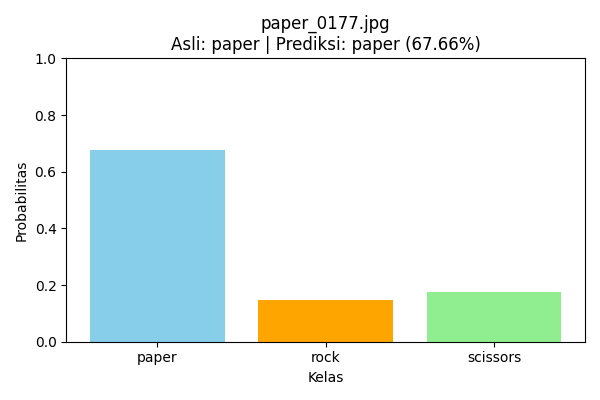 paper_0177.jpg
Asli: paper | Prediksi: paper (67.66%)
1.0
0.8
0.6
0.4
0.2
0.0
Probabilitas
paper
rock
scissors
Kelas